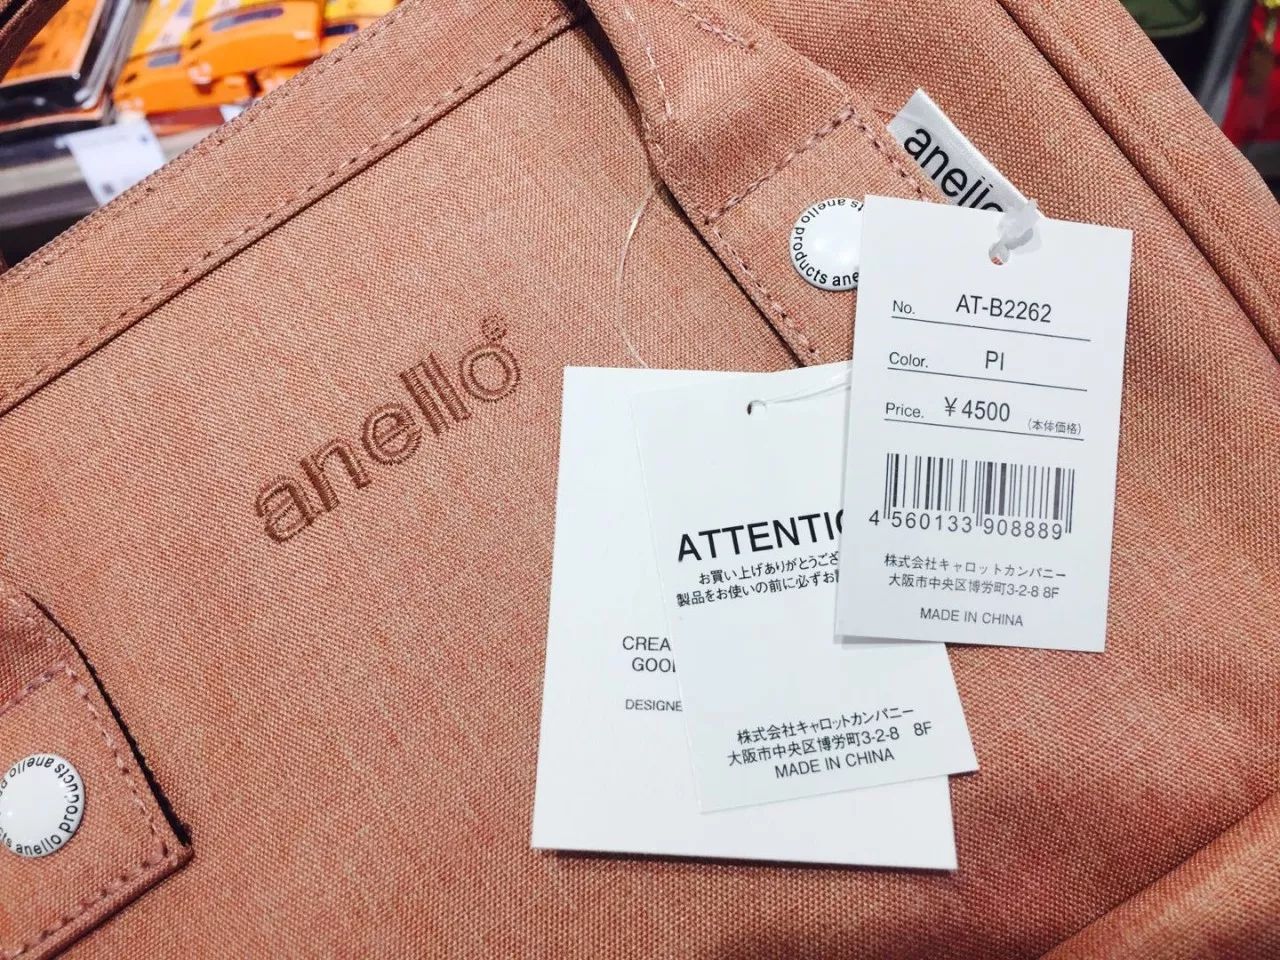 anello
anello
products anello
No. AT-B2262
Color. PI
Price. ¥4500 (本体価格)
4 560133 908889
株式会社キャロットカンパニー
大阪市中央区博労町3-2-8 8F
MADE IN CHINA
ATTENTIO
お買い上げありがとうござ
製品をお使いの前に必ずお
株式会社キャロットカンパニー
大阪市中央区博労町3-2-8 8F
MADE IN CHINA
CREA
GOO
DESIGNE
products anello